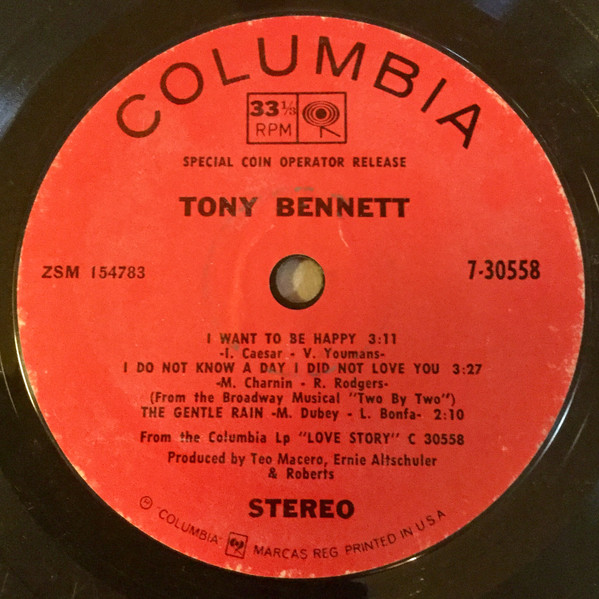 COLUMBIA
33 1/3
RPM
SPECIAL COIN OPERATOR RELEASE
TONY BENNETT
ZSM 154783
7-30558
I WANT TO BE HAPPY 3:11
-I. Caesar - V. Youmans-
I DO NOT KNOW A DAY I DID NOT LOVE YOU 3:27
-M. Charnin - R. Rodgers-
(From the Broadway Musical "Two By Two")
THE GENTLE RAIN -M. Dubey - L. Bonfa- 2:10
From the Columbia Lp "LOVE STORY" C 30558
Produced by Teo Macero, Ernie Altschuler
& Roberts
STEREO
"COLUMBIA" MARCAS REG PRINTED IN U.S.A